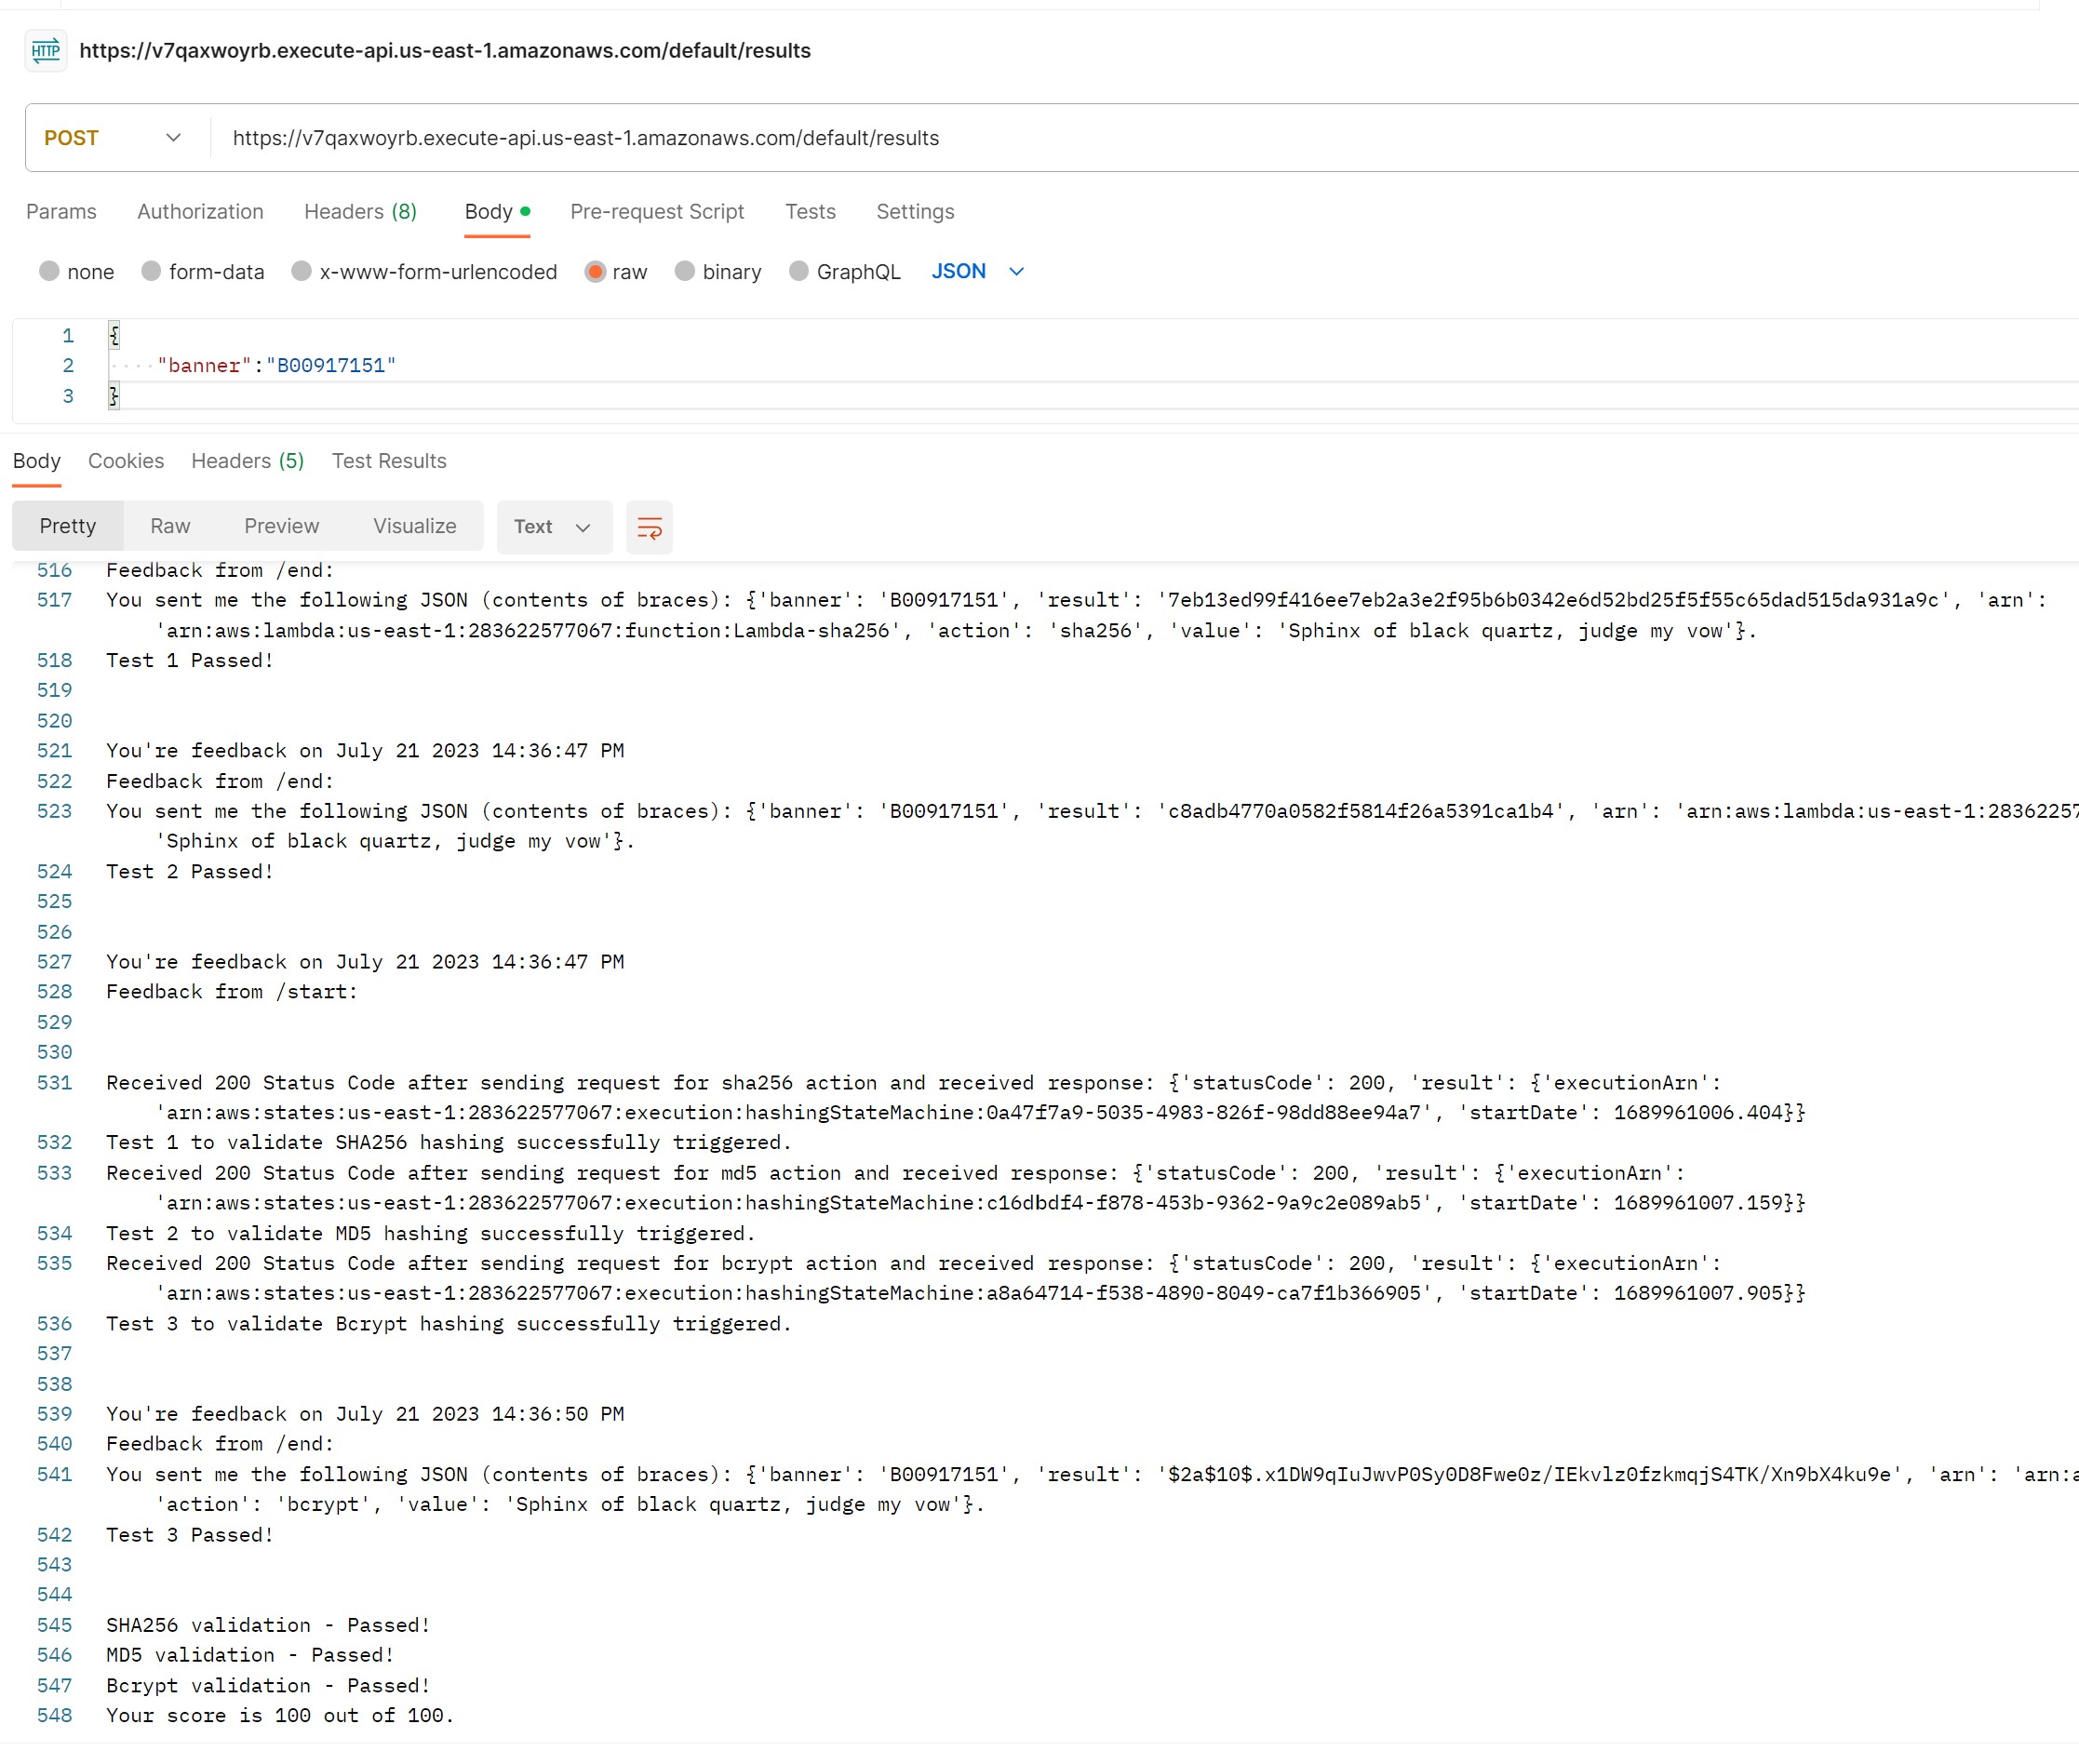 HTTP https://v7qaxwoyrb.execute-api.us-east-1.amazonaws.com/default/results
POST https://v7qaxwoyrb.execute-api.us-east-1.amazonaws.com/default/results
Params Authorization Headers (8) Body Pre-request Script Tests Settings
none form-data x-www-form-urlencoded raw binary GraphQL JSON
1 {
2 "banner":"B00917151"
3 }
Body Cookies Headers (5) Test Results
Pretty Raw Preview Visualize Text
516 Feedback from /end:
517 You sent me the following JSON (contents of braces): {'banner': 'B00917151', 'result': '7eb13ed99f416ee7eb2a3e2f95b6b0342e6d52bd25f5f55c65dad515da931a9c', 'arn':
'arn:aws:lambda:us-east-1:283622577067:function:Lambda-sha256', 'action': 'sha256', 'value': 'Sphinx of black quartz, judge my vow'}.
518 Test 1 Passed!
519
520
521 You're feedback on July 21 2023 14:36:47 PM
522 Feedback from /end:
523 You sent me the following JSON (contents of braces): {'banner': 'B00917151', 'result': 'c8adb4770a0582f5814f26a5391ca1b4', 'arn': 'arn:aws:lambda:us-east-1:28362257
'Sphinx of black quartz, judge my vow'}.
524 Test 2 Passed!
525
526
527 You're feedback on July 21 2023 14:36:47 PM
528 Feedback from /start:
529
530
531 Received 200 Status Code after sending request for sha256 action and received response: {'statusCode': 200, 'result': {'executionArn':
'arn:aws:states:us-east-1:283622577067:execution:hashingStateMachine:0a47f7a9-5035-4983-826f-98dd88ee94a7', 'startDate': 1689961006.404}}
532 Test 1 to validate SHA256 hashing successfully triggered.
533 Received 200 Status Code after sending request for md5 action and received response: {'statusCode': 200, 'result': {'executionArn':
'arn:aws:states:us-east-1:283622577067:execution:hashingStateMachine:c16dbdf4-f878-453b-9362-9a9c2e089ab5', 'startDate': 1689961007.159}}
534 Test 2 to validate MD5 hashing successfully triggered.
535 Received 200 Status Code after sending request for bcrypt action and received response: {'statusCode': 200, 'result': {'executionArn':
'arn:aws:states:us-east-1:283622577067:execution:hashingStateMachine:a8a64714-f538-4890-8049-ca7f1b366905', 'startDate': 1689961007.905}}
536 Test 3 to validate Bcrypt hashing successfully triggered.
537
538
539 You're feedback on July 21 2023 14:36:50 PM
540 Feedback from /end:
541 You sent me the following JSON (contents of braces): {'banner': 'B00917151', 'result': '$2a$10$.x1DW9qIuJwvP0Sy0D8Fwe0z/IEkvlz0fzkmqjS4TK/Xn9bX4ku9e', 'arn': 'arn:a
'action': 'bcrypt', 'value': 'Sphinx of black quartz, judge my vow'}.
542 Test 3 Passed!
543
544
545 SHA256 validation - Passed!
546 MD5 validation - Passed!
547 Bcrypt validation - Passed!
548 Your score is 100 out of 100.